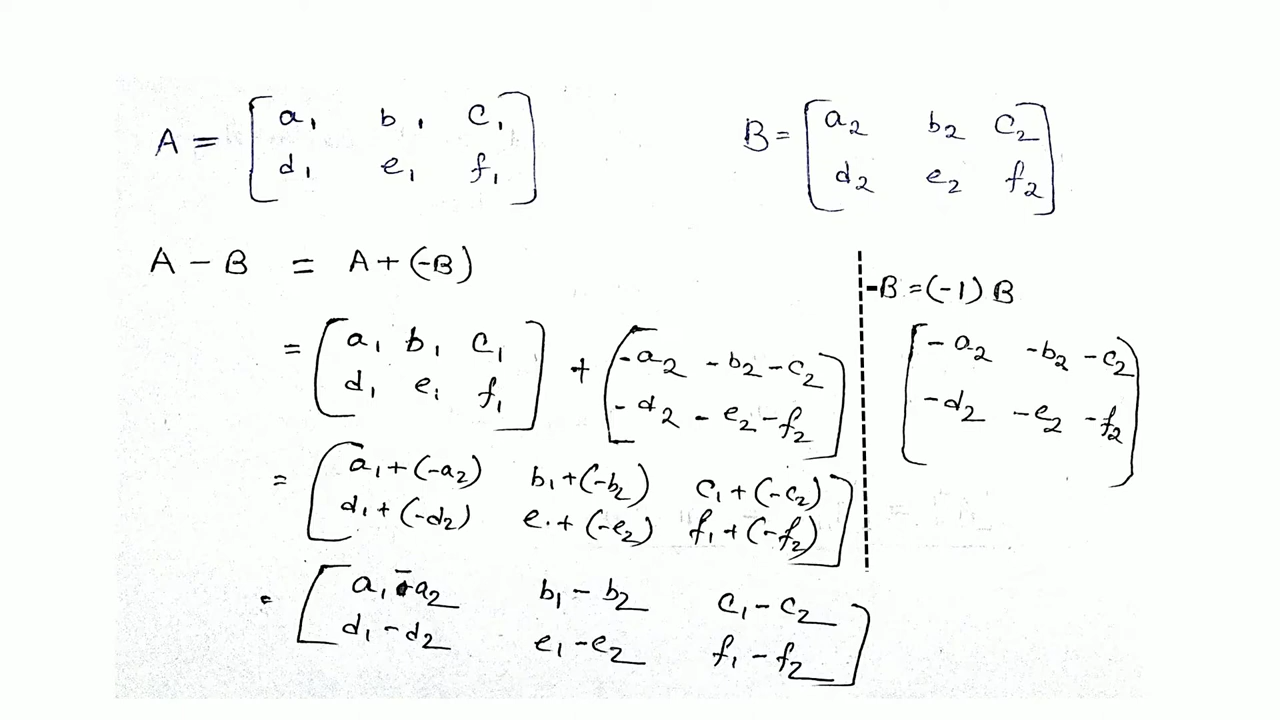 A = [ a₁ b₁ c₁
d₁ e₁ f₁ ]
B = [ a₂ b₂ c₂
d₂ e₂ f₂ ]
A - B = A + (-B)
= [ a₁ b₁ c₁
d₁ e₁ f₁ ] + [ -a₂ -b₂ -c₂
-d₂ -e₂ -f₂ ]
= [ a₁+(-a₂) b₁+(-b₂) c₁+(-c₂)
d₁+(-d₂) e₁+(-e₂) f₁+(-f₂) ]
= [ a₁-a₂ b₁-b₂ c₁-c₂
d₁-d₂ e₁-e₂ f₁-f₂ ]
-B = (-1) B
[ -a₂ -b₂ -c₂
-d₂ -e₂ -f₂ ]